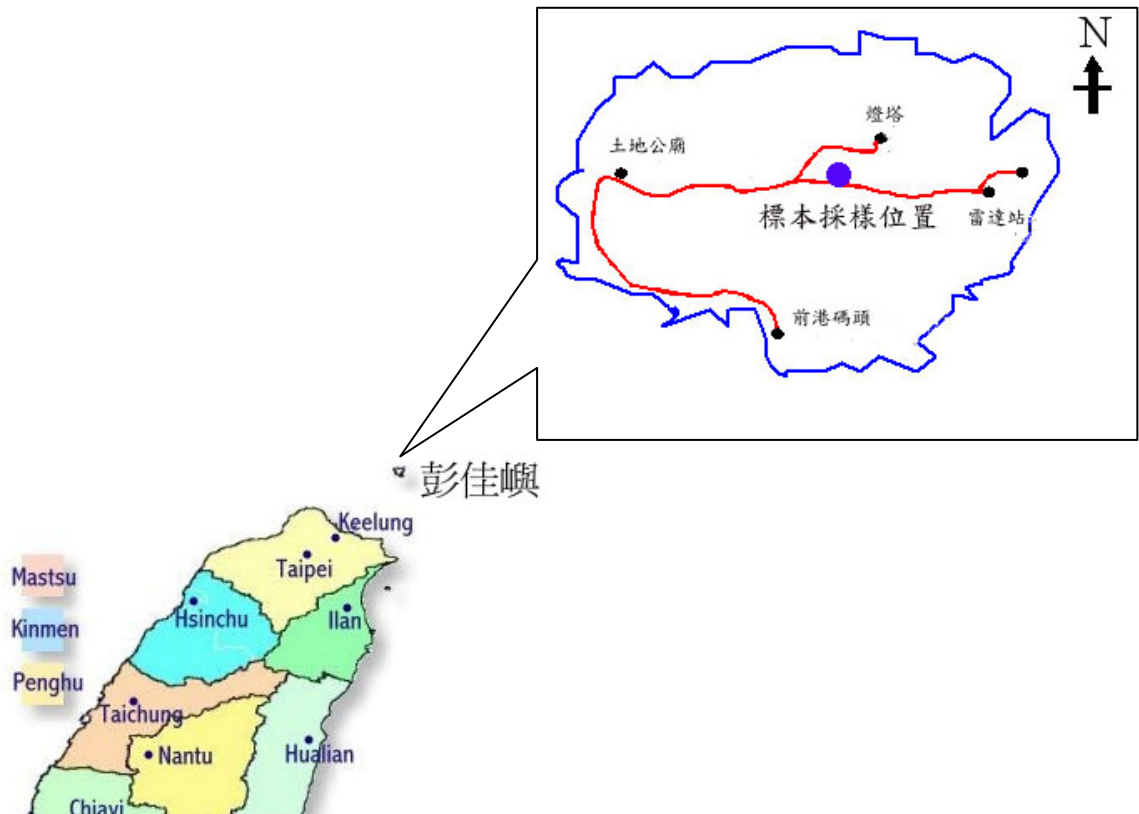 N
燈塔
土地公廟
標本採樣位置
雷達站
前港碼頭
彭佳嶼
Keelung
Taipei
Mastsu
Hsinchu
Ilan
Kinmen
Penghu
Taichung
Nantu
Hualian
Chiayi